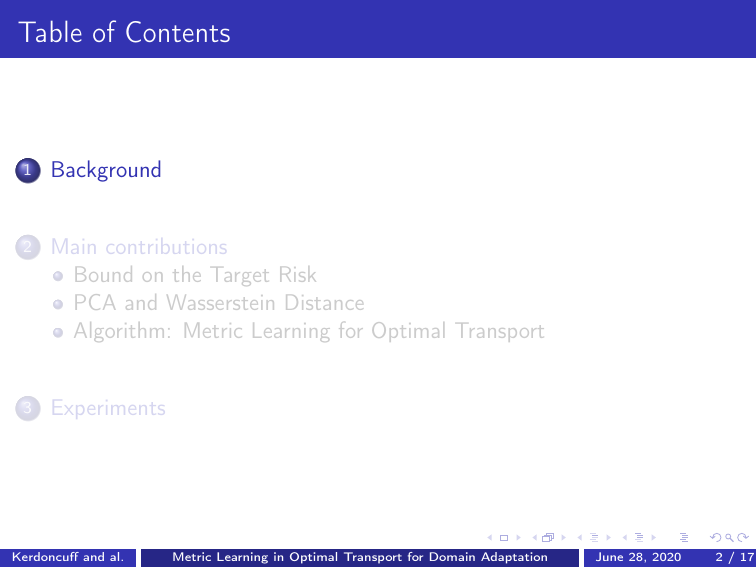 Table of Contents
1 Background
2 Main contributions
Bound on the Target Risk
PCA and Wasserstein Distance
Algorithm: Metric Learning for Optimal Transport
3 Experiments
Kerdoncuff and al. Metric Learning in Optimal Transport for Domain Adaptation June 28, 2020 2 / 17